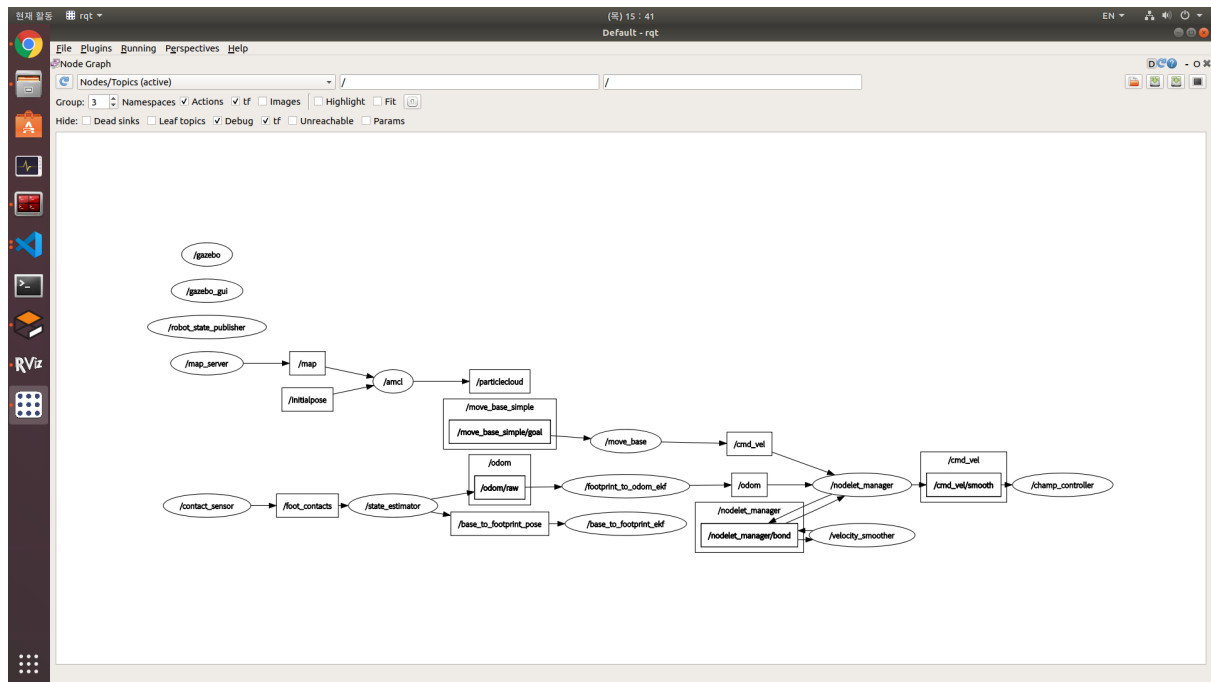 현재 활동 rqt (목) 15 : 41 EN
Default - rqt
File Plugins Running Perspectives Help
Node Graph DC? - O ✖
Nodes/Topics (active) / /
Group: 3 Namespaces ✓ Actions ✓ tf Images Highlight Fit
Hide: Dead sinks Leaf topics ✓ Debug ✓ tf Unreachable Params
/gazebo
/gazebo_gui
/robot_state_publisher
/map_server /map
/amcl /particlecloud
/initialpose
/move_base_simple
/move_base_simple/goal /move_base /cmd_vel
/odom /cmd_vel
/odom/raw /footprint_to_odom_ekf /odom /nodelet_manager /cmd_vel/smooth /champ_controller
/contact_sensor /foot_contacts /state_estimator
/nodelet_manager
/base_to_footprint_pose /base_to_footprint_ekf
/nodelet_manager/bond /velocity_smoother
RViz